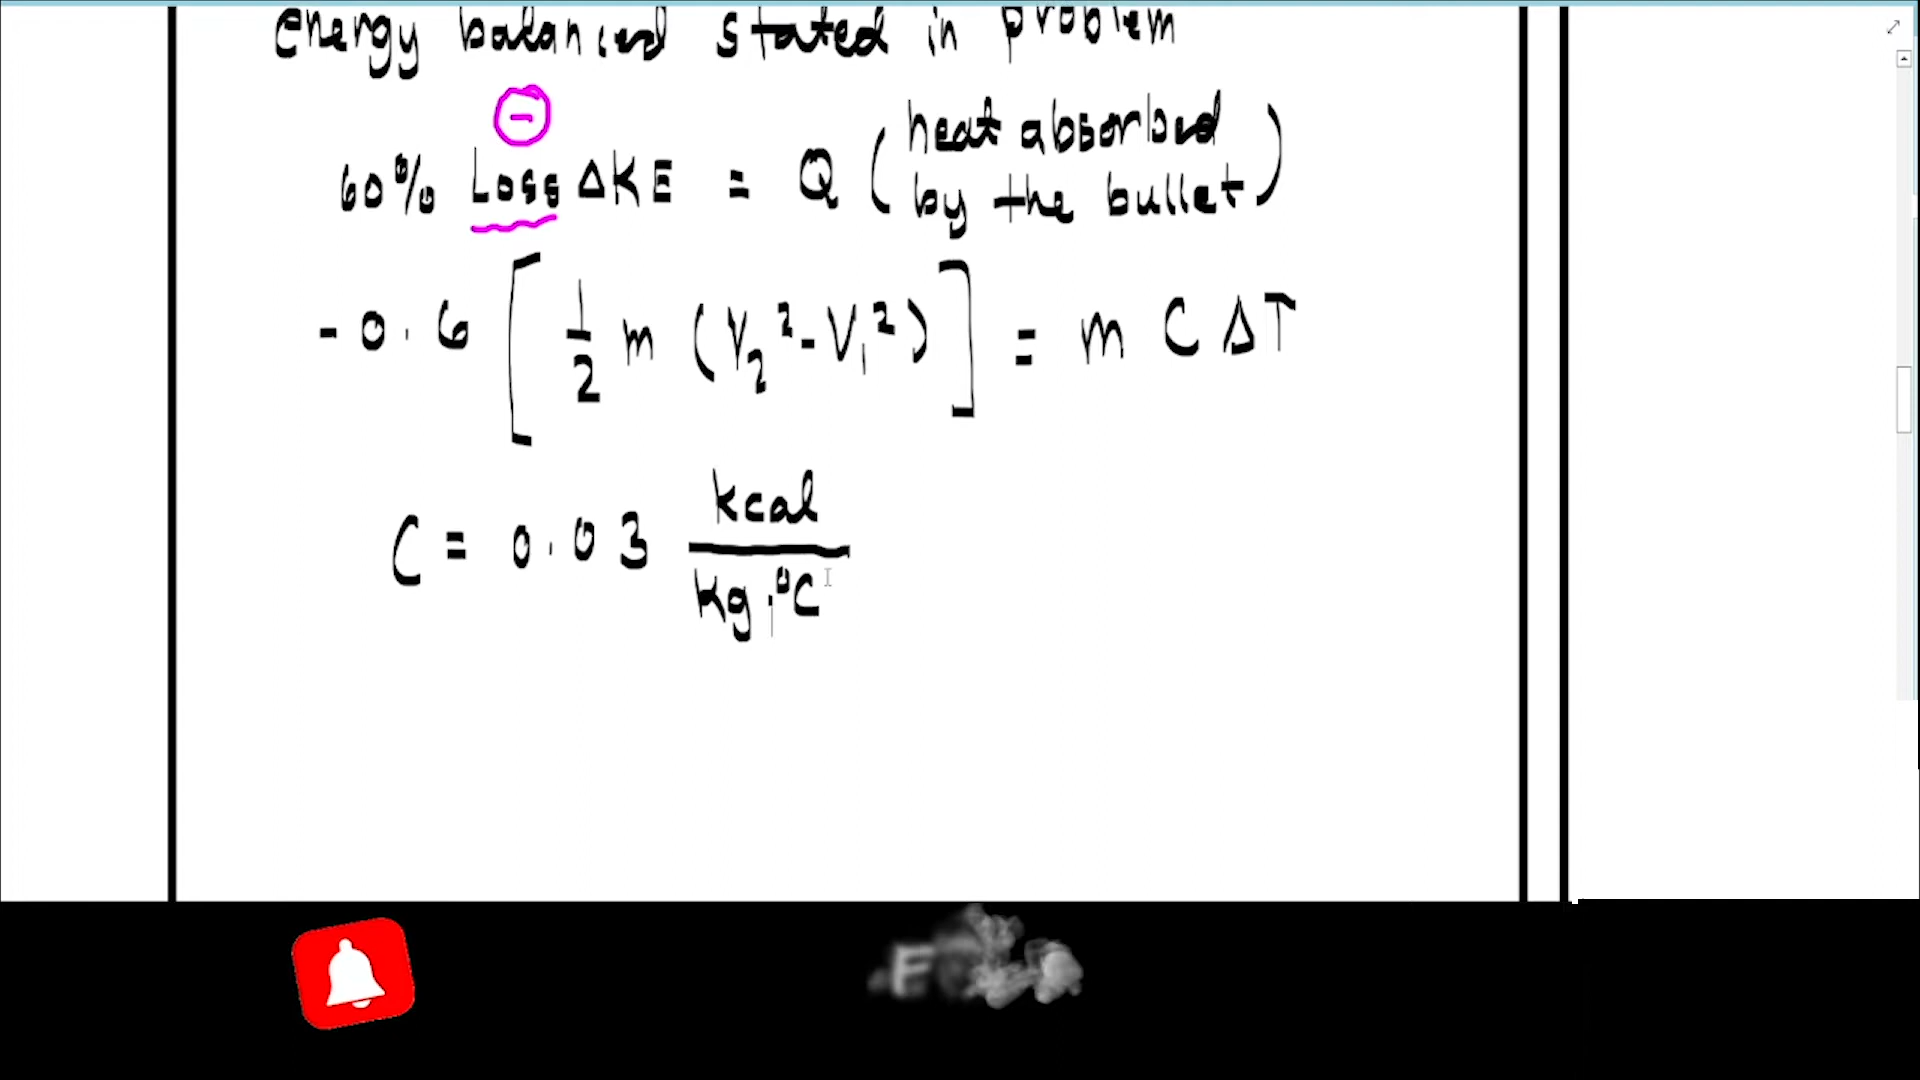 energy balanced stated in problem
⊖
60% Loss ΔKE = Q (heat absorbed by the bullet)
-0.6 [ 1/2 m (V₂² - V₁²) ] = m C ΔT
C = 0.03 kcal/kg.°C